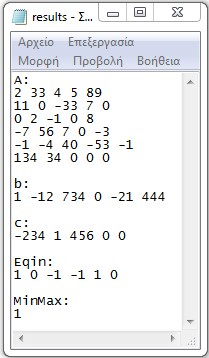 results - Σ...
Αρχείο Επεξεργασία
Μορφή Προβολή Βοήθεια
A:
2 33 4 5 89
11 0 -33 7 0
0 2 -1 0 8
-7 56 7 0 -3
-1 -4 40 -53 -1
134 34 0 0 0
b:
1 -12 734 0 -21 444
c:
-234 1 456 0 0
Eqin:
1 0 -1 -1 1 0
MinMax:
1